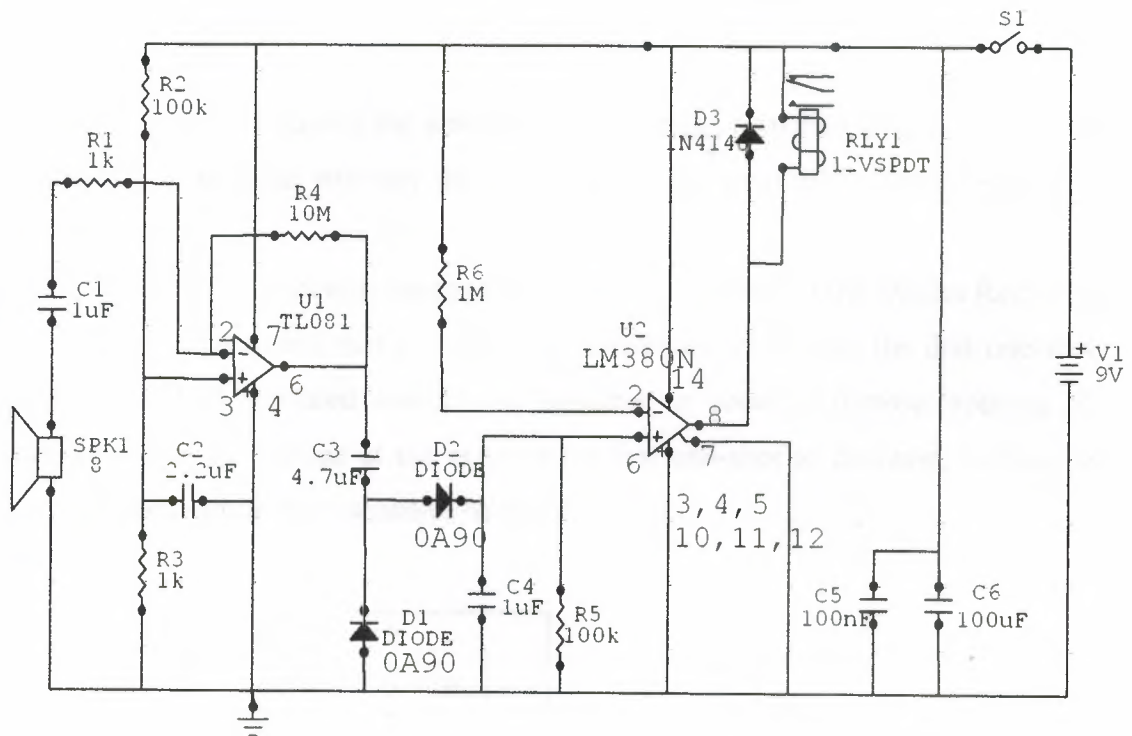 S1
R2
100k
R1
1k
D3
1N4148
RLY1
12VSPDT
R4
10M
R6
1M
C1
1uF
U1
TL081
2
7
3
4
6
U2
LM380N
14
2
8
6
7
+
V1
9V
SPK1
8
C2
2.2uF
C3
4.7uF
D2
DIODE
OA90
3,4,5
10,11,12
R3
1k
C4
1uF
R5
100k
C5
100nF
C6
100uF
D1
DIODE
OA90